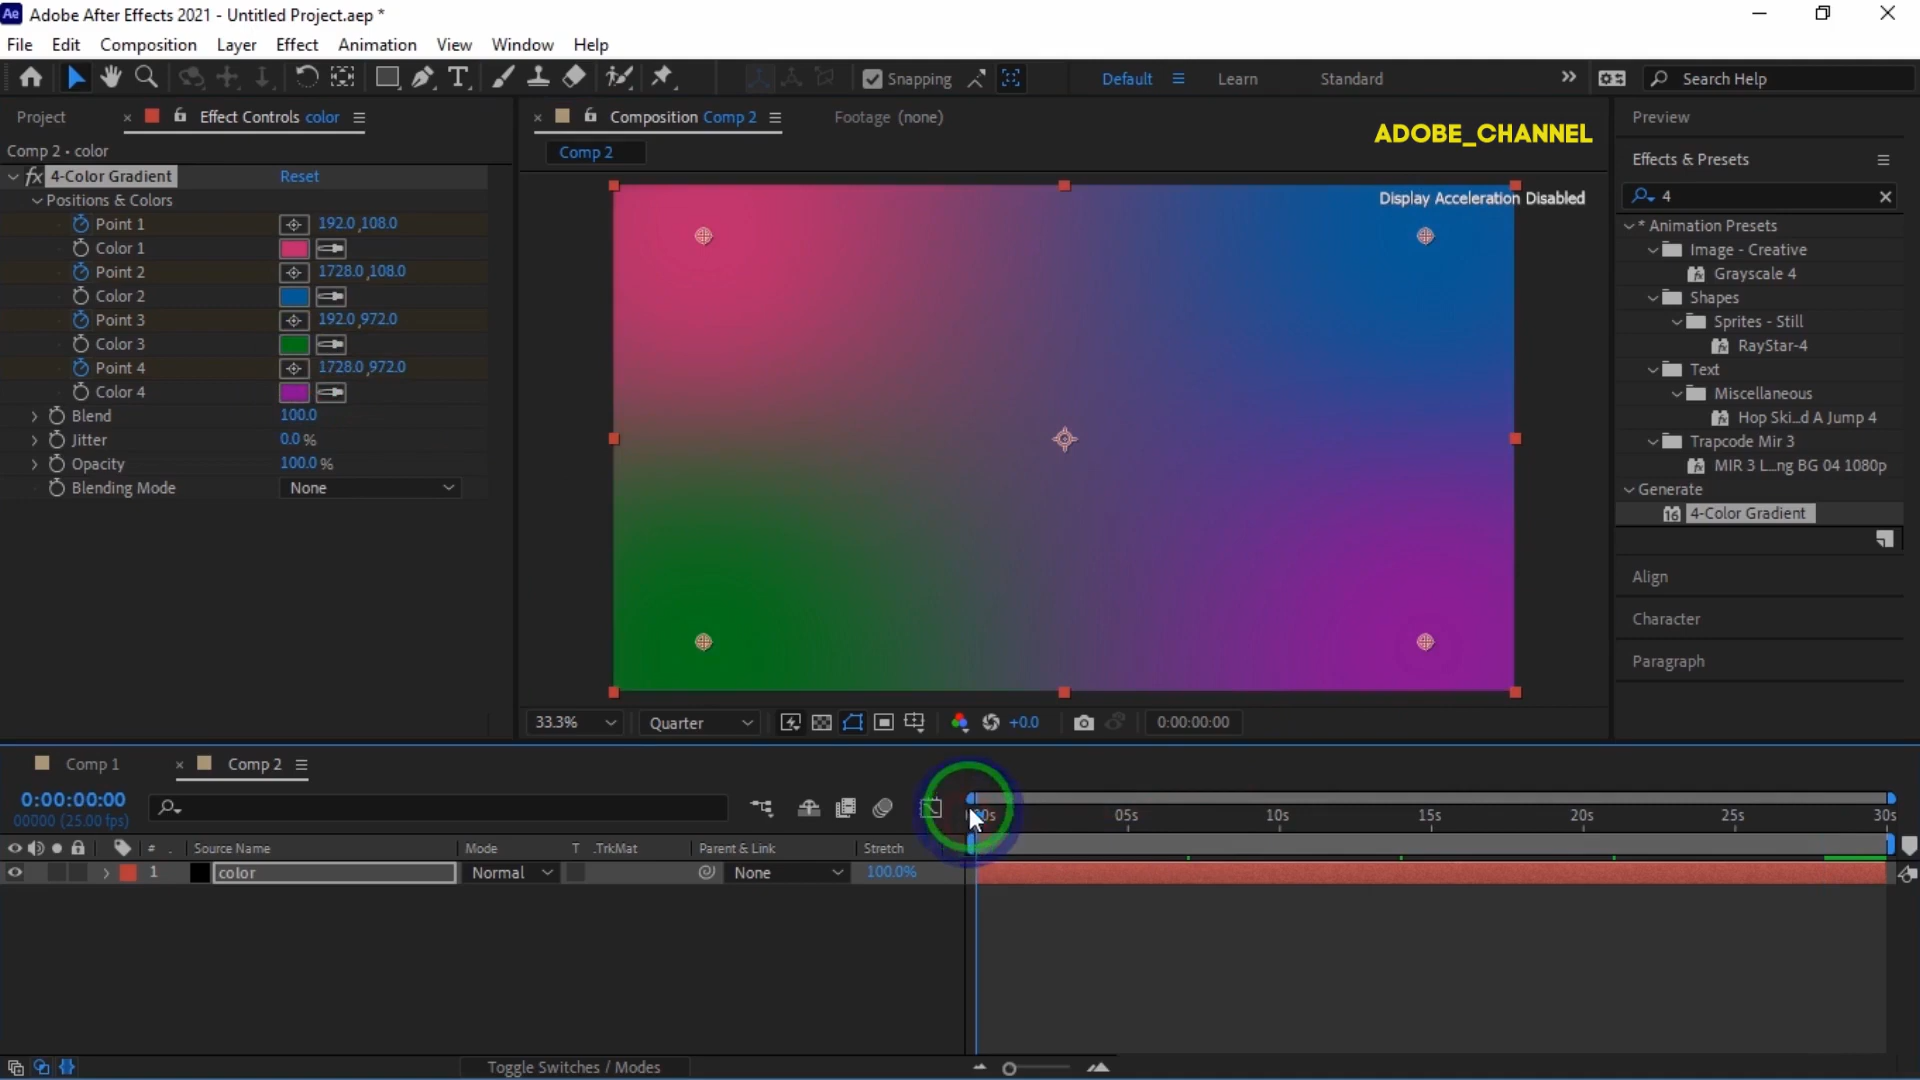 Ae Adobe After Effects 2021 - Untitled Project.aep *
File Edit Composition Layer Effect Animation View Window Help
Snapping Default Learn Standard Search Help
Project Effect Controls color
Composition Comp 2 Footage (none)
ADOBE_CHANNEL
Preview
Comp 2 • color
Comp 2
Effects & Presets
fx 4-Color Gradient Reset
Display Acceleration Disabled
4
Positions & Colors
* Animation Presets
Point 1 192.0,108.0
Color 1
Image - Creative
Point 2 1728.0,108.0
Grayscale 4
Color 2
Shapes
Point 3 192.0,972.0
Sprites - Still
Color 3
RayStar-4
Point 4 1728.0,972.0
Text
Color 4
Miscellaneous
Blend 100.0
Hop Ski...d A Jump 4
Jitter 0.0 %
Trapcode Mir 3
Opacity 100.0 %
MIR 3 L...ng BG 04 1080p
Blending Mode None
Generate
16 4-Color Gradient
Align
Character
Paragraph
33.3% Quarter +0.0 0:00:00:00
Comp 1 Comp 2
0:00:00:00
00000 (25.00 fps)
05s 10s 15s 20s 25s 30s
# Source Name Mode T .TrkMat Parent & Link Stretch
1 color Normal None 100.0%
Toggle Switches / Modes